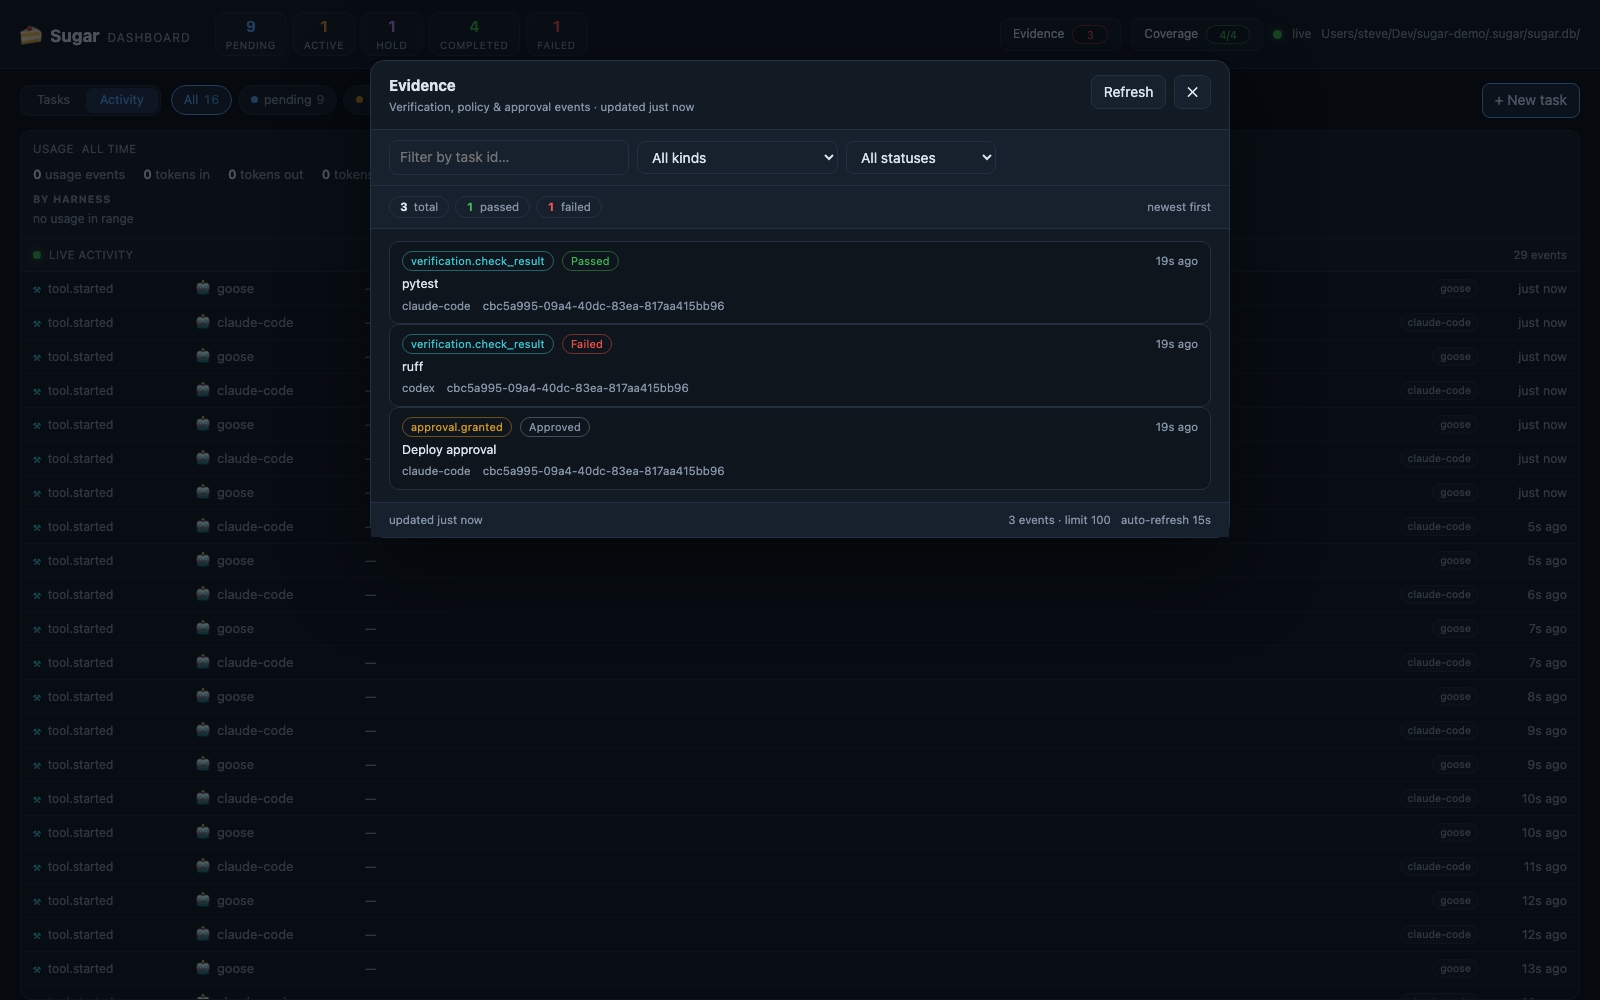 Sugar DASHBOARD
9 PENDING
1 ACTIVE
1 HOLD
4 COMPLETED
1 FAILED
Evidence 3
Coverage 4/4
live Users/steve/Dev/sugar-demo/.sugar/sugar.db/
Tasks Activity All 16 pending 9
+ New task
Evidence
Verification, policy & approval events · updated just now
Refresh ✕
Filter by task id... All kinds All statuses
3 total 1 passed 1 failed newest first
verification.check_result Passed 19s ago
pytest
claude-code cbc5a995-09a4-40dc-83ea-817aa415bb96
verification.check_result Failed 19s ago
ruff
codex cbc5a995-09a4-40dc-83ea-817aa415bb96
approval.granted Approved 19s ago
Deploy approval
claude-code cbc5a995-09a4-40dc-83ea-817aa415bb96
updated just now 3 events · limit 100 auto-refresh 15s
USAGE ALL TIME
0 usage events 0 tokens in 0 tokens out 0
BY HARNESS
no usage in range
LIVE ACTIVITY 29 events
tool.started goose goose just now
tool.started claude-code claude-code just now
tool.started goose goose just now
tool.started claude-code claude-code just now
tool.started goose goose just now
tool.started claude-code claude-code just now
tool.started goose goose just now
tool.started claude-code claude-code 5s ago
tool.started goose — goose 5s ago
tool.started claude-code — claude-code 6s ago
tool.started goose — goose 7s ago
tool.started claude-code — claude-code 7s ago
tool.started goose — goose 8s ago
tool.started claude-code — claude-code 9s ago
tool.started goose — goose 9s ago
tool.started claude-code — claude-code 10s ago
tool.started goose — goose 10s ago
tool.started claude-code — claude-code 11s ago
tool.started goose — goose 12s ago
tool.started claude-code — claude-code 12s ago
tool.started goose — goose 13s ago